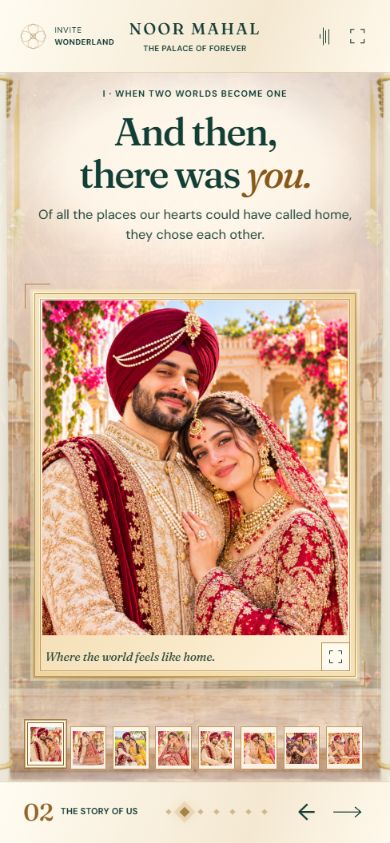 INVITE
WONDERLAND
NOOR MAHAL
THE PALACE OF FOREVER
I · WHEN TWO WORLDS BECOME ONE
And then,
there was you.
Of all the places our hearts could have called home,
they chose each other.
Where the world feels like home.
02 THE STORY OF US